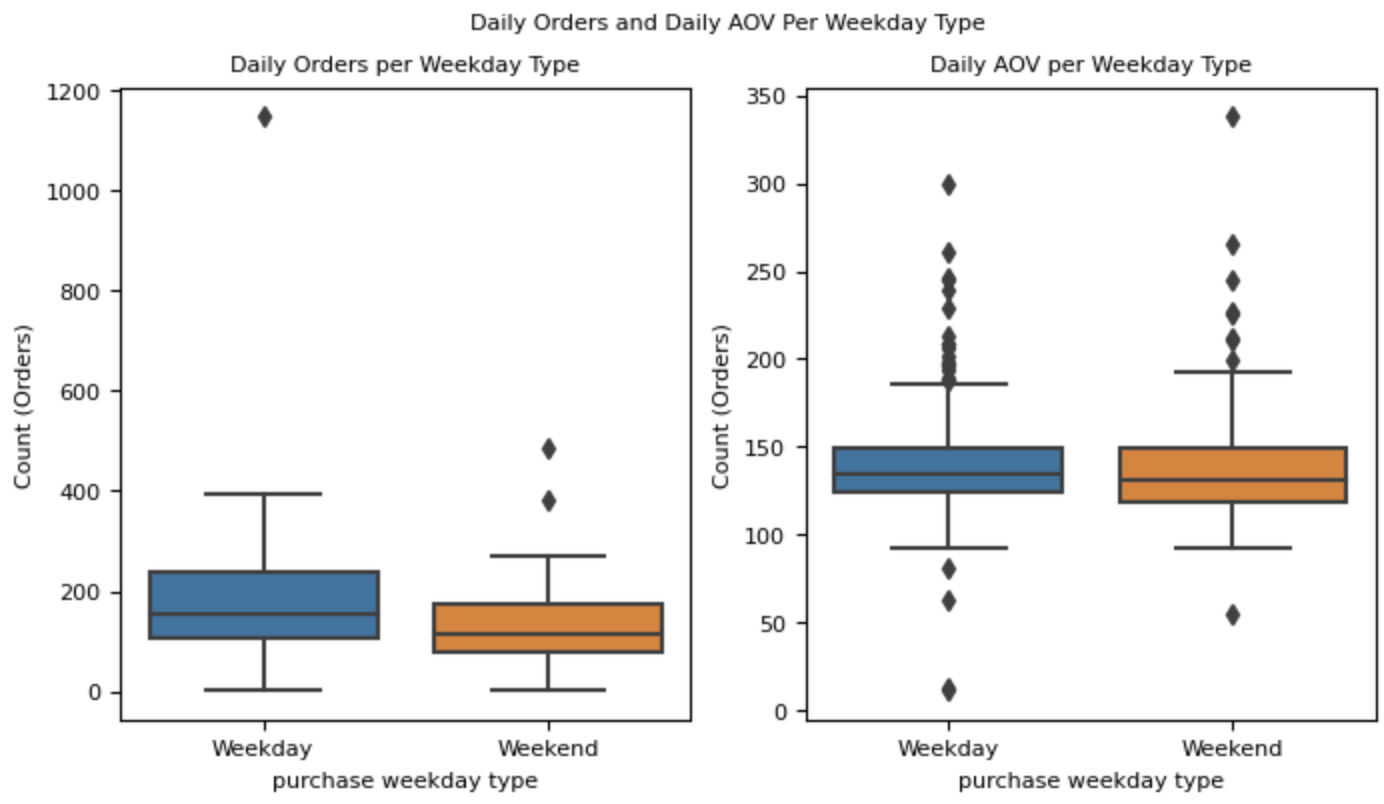 Daily Orders and Daily AOV Per Weekday Type
Daily Orders per Weekday Type
1200
1000
800
600
400
200
0
Count (Orders)
Weekday
Weekend
purchase weekday type
Daily AOV per Weekday Type
350
300
250
200
150
100
50
0
Count (Orders)
Weekday
Weekend
purchase weekday type